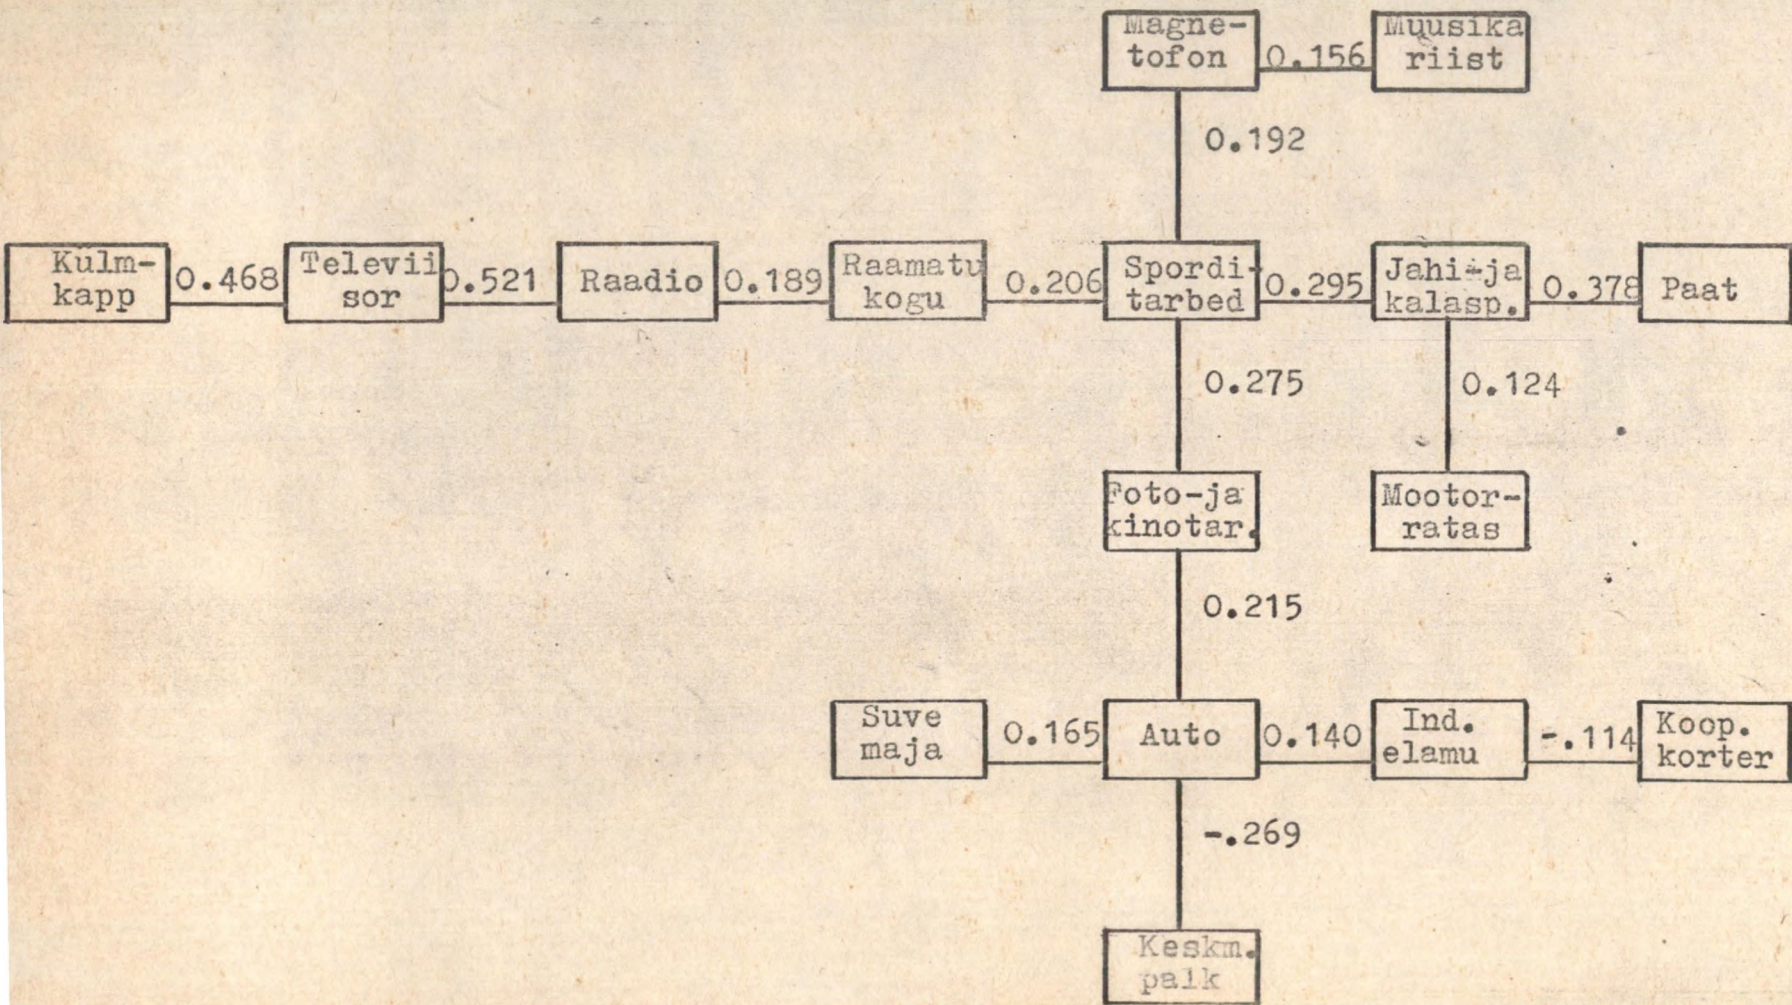 Magne-
tofon
0.156
Muusika
riist
0.192
Kulm-
kapp
0.468
Televii
sor
0.521
Raadio
0.189
Raamatu
kogu
0.206
Spordi-
tarbed
0.295
Jahi-ja
kalasp.
0.378
Paat
0.275
0.124
Foto-ja
kinotar.
Mootor-
ratas
0.215
Suve
maja
0.165
Auto
0.140
Ind.
elamu
-.114
Koop.
korter
-.269
Keskm.
palk